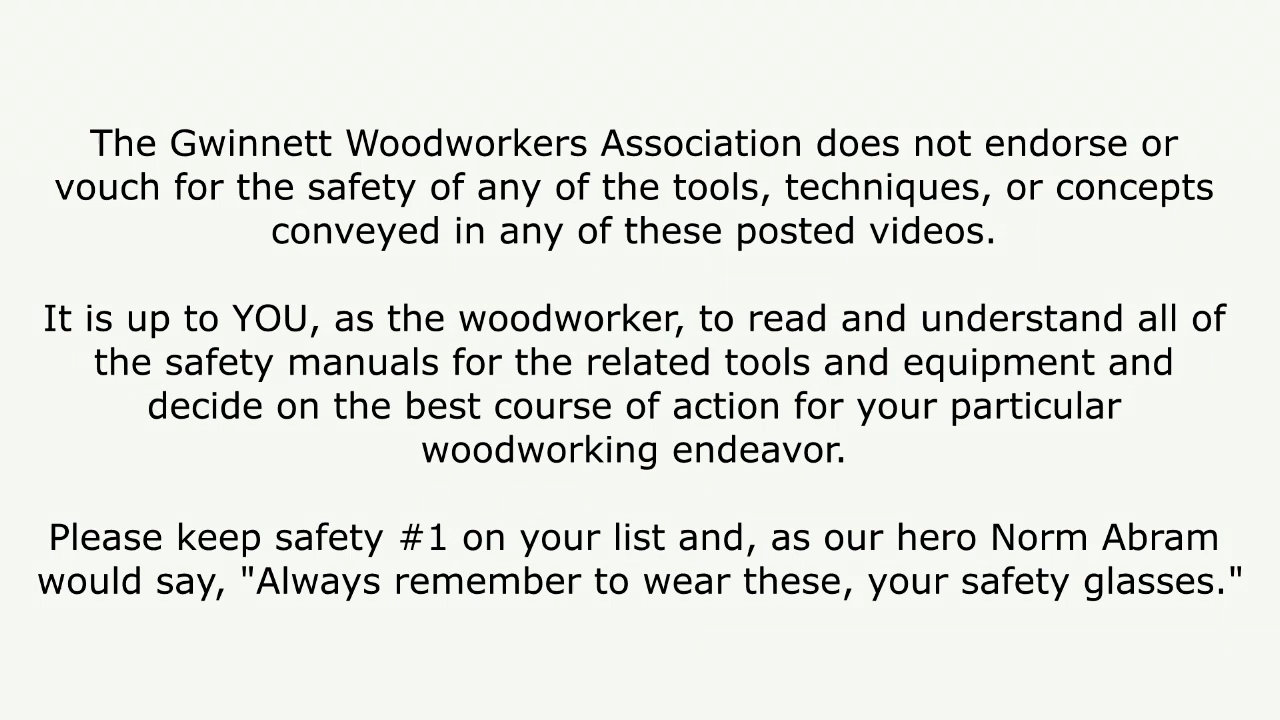 The Gwinnett Woodworkers Association does not endorse or
vouch for the safety of any of the tools, techniques, or concepts
conveyed in any of these posted videos.
It is up to YOU, as the woodworker, to read and understand all of
the safety manuals for the related tools and equipment and
decide on the best course of action for your particular
woodworking endeavor.
Please keep safety #1 on your list and, as our hero Norm Abram
would say, "Always remember to wear these, your safety glasses."